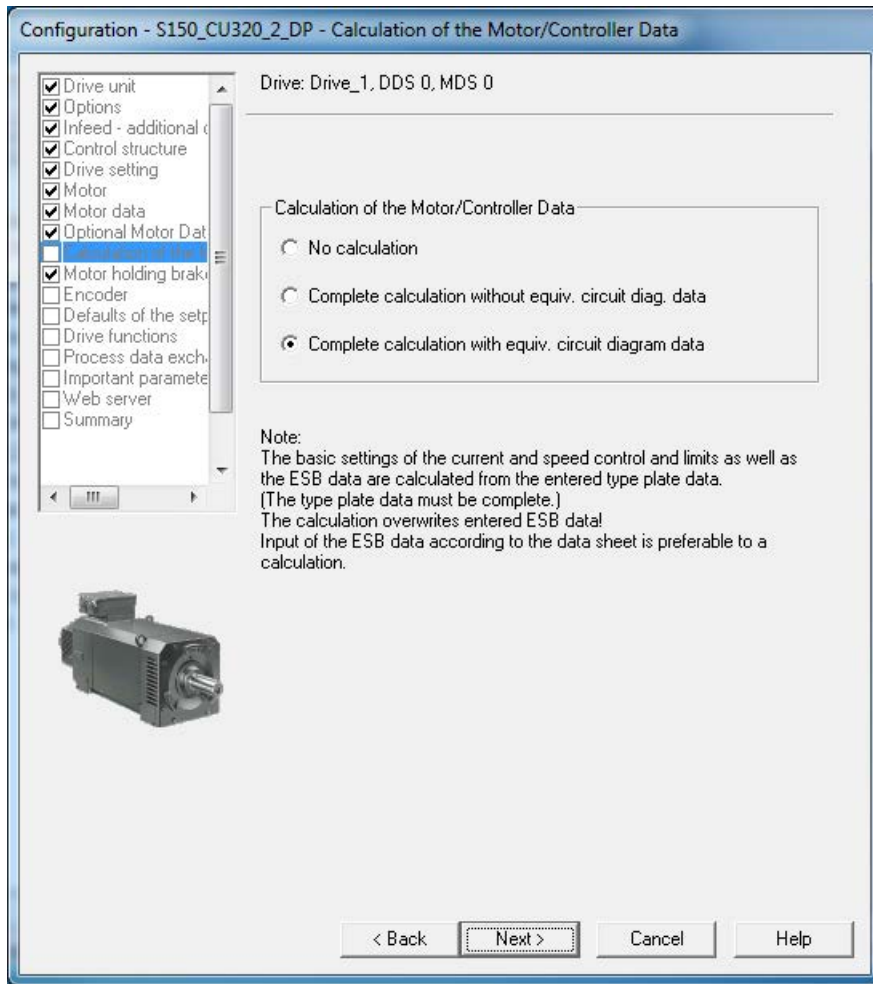 Configuration - S150_CU320_2_DP - Calculation of the Motor/Controller Data
Drive unit
Options
Infeed - additional
Control structure
Drive setting
Motor
Motor data
Optional Motor Dat
Motor holding brak
Encoder
Defaults of the setp
Drive functions
Process data exch
Important paramete
Web server
Summary
Drive: Drive_1, DDS 0, MDS 0
Calculation of the Motor/Controller Data
No calculation
Complete calculation without equiv. circuit diag. data
Complete calculation with equiv. circuit diagram data
Note:
The basic settings of the current and speed control and limits as well as
the ESB data are calculated from the entered type plate data.
(The type plate data must be complete.)
The calculation overwrites entered ESB data!
Input of the ESB data according to the data sheet is preferable to a
calculation.
< Back
Next >
Cancel
Help